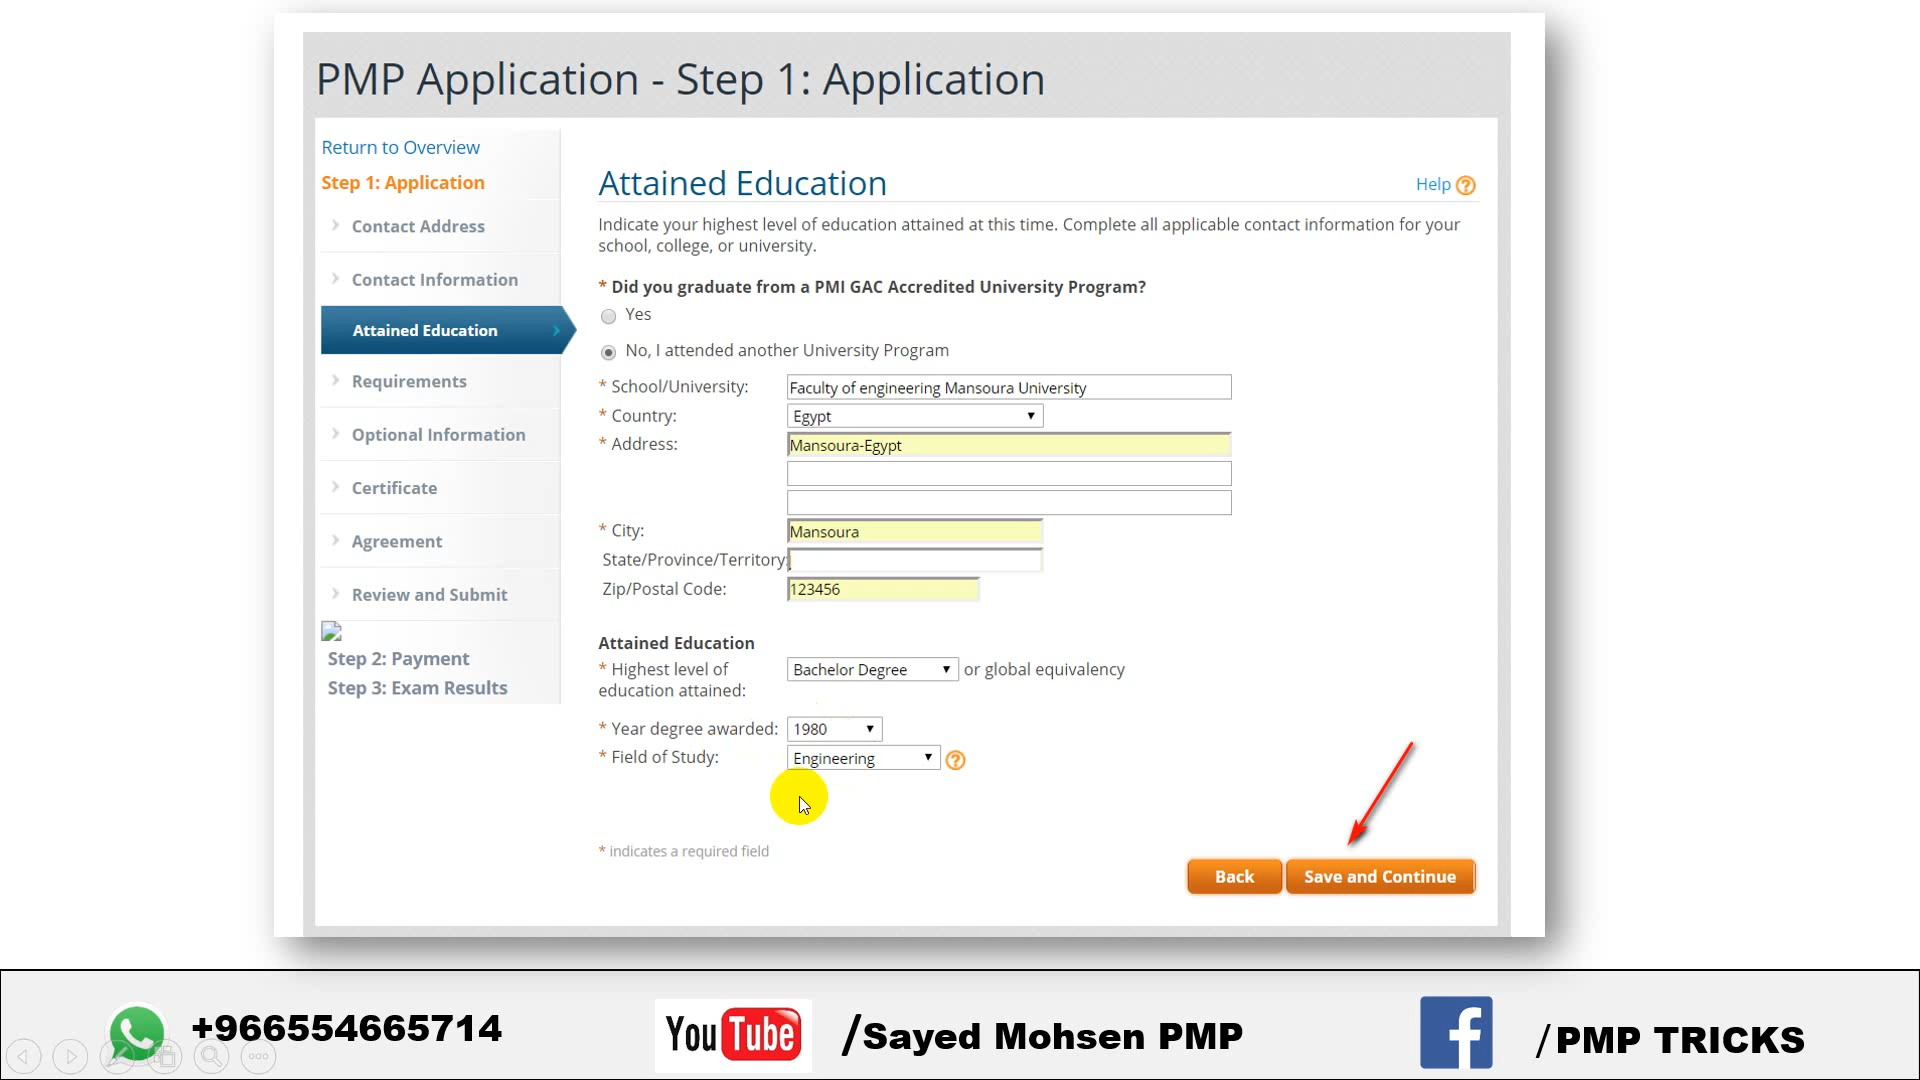 PMP Application - Step 1: Application
Return to Overview
Step 1: Application
Contact Address
Contact Information
Attained Education
Requirements
Optional Information
Certificate
Agreement
Review and Submit
Step 2: Payment
Step 3: Exam Results
Attained Education
Help ?
Indicate your highest level of education attained at this time. Complete all applicable contact information for your
school, college, or university.
* Did you graduate from a PMI GAC Accredited University Program?
Yes
No, I attended another University Program
* School/University: Faculty of engineering Mansoura University
* Country: Egypt
* Address: Mansoura-Egypt
* City: Mansoura
State/Province/Territory:
Zip/Postal Code: 123456
Attained Education
* Highest level of
education attained: Bachelor Degree or global equivalency
* Year degree awarded: 1980
* Field of Study: Engineering ?
* indicates a required field
Back Save and Continue
+966554665714
YouTube /Sayed Mohsen PMP
f /PMP TRICKS